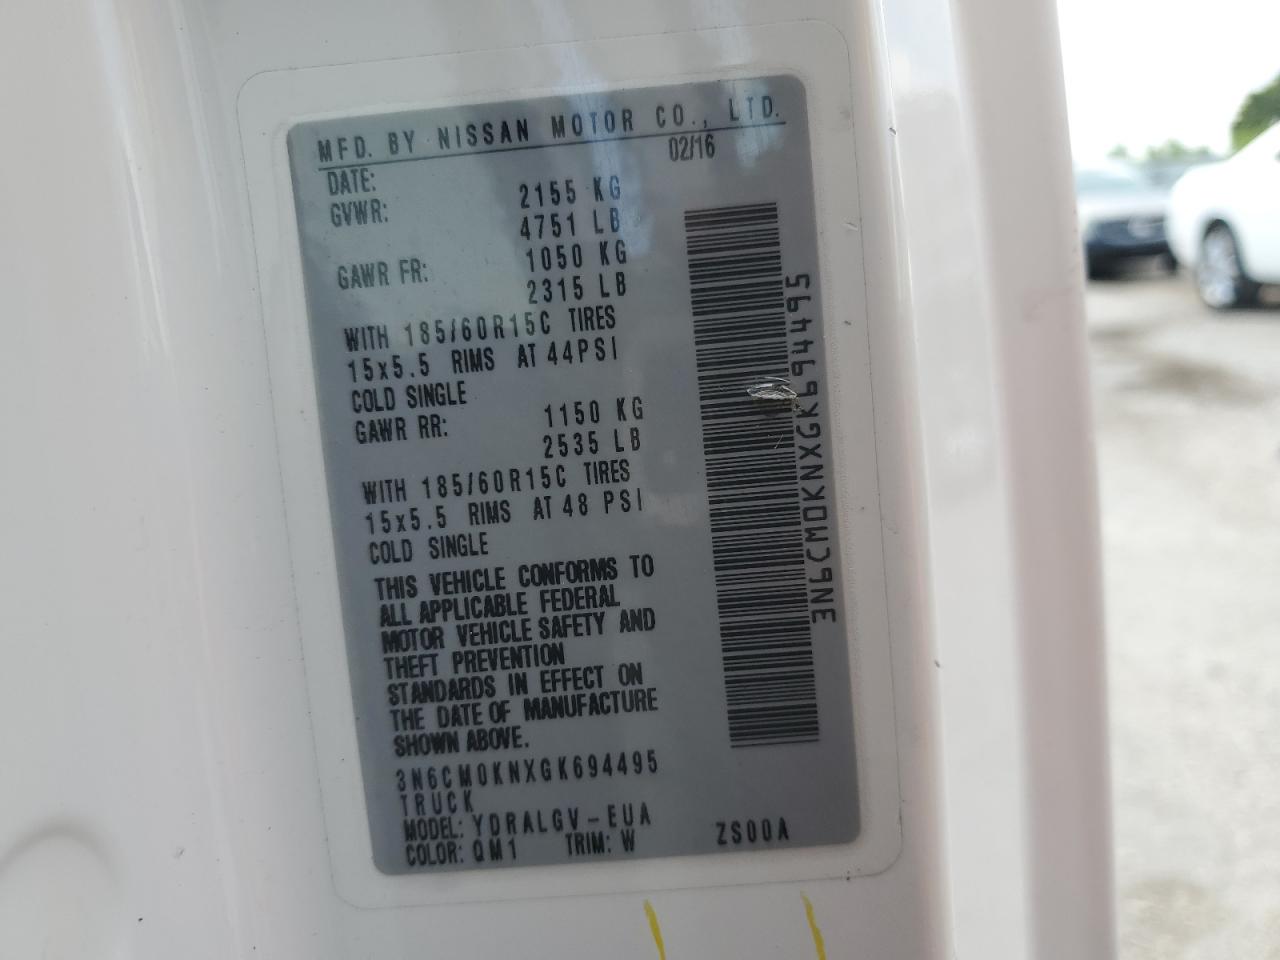 MFD. BY NISSAN MOTOR CO., LTD.
DATE: 02/16
GVWR: 2155 KG
4751 LB
GAWR FR: 1050 KG
2315 LB
WITH 185/60R15C TIRES
15x5.5 RIMS AT 44PSI
COLD SINGLE
GAWR RR: 1150 KG
2535 LB
WITH 185/60R15C TIRES
15x5.5 RIMS AT 48 PSI
COLD SINGLE
THIS VEHICLE CONFORMS TO
ALL APPLICABLE FEDERAL
MOTOR VEHICLE SAFETY AND
THEFT PREVENTION
STANDARDS IN EFFECT ON
THE DATE OF MANUFACTURE
SHOWN ABOVE.
3N6CM0KNXGK694495
TRUCK
MODEL: YDRALGV-EUA
COLOR: QM1 TRIM: W ZS00A
3N6CM0KNXGK694495